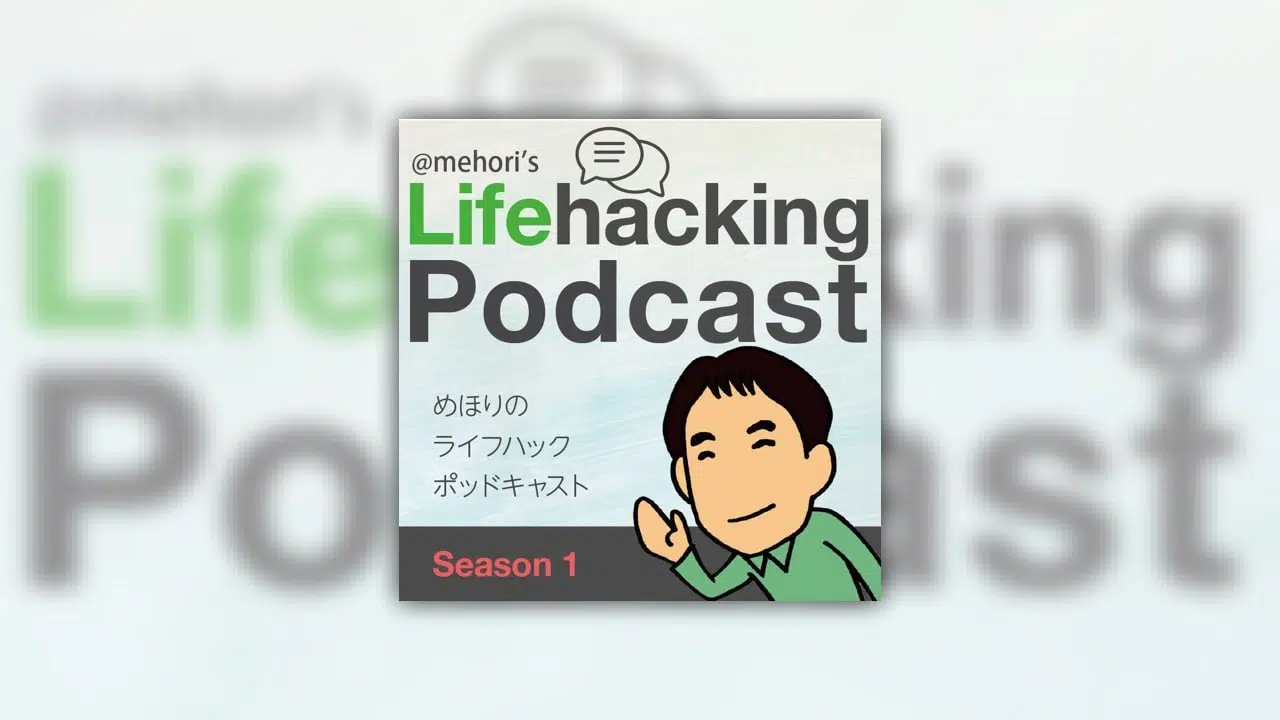 @mehori's
Lifehacking
Podcast
めほりの
ライフハック
ポッドキャスト
Season 1